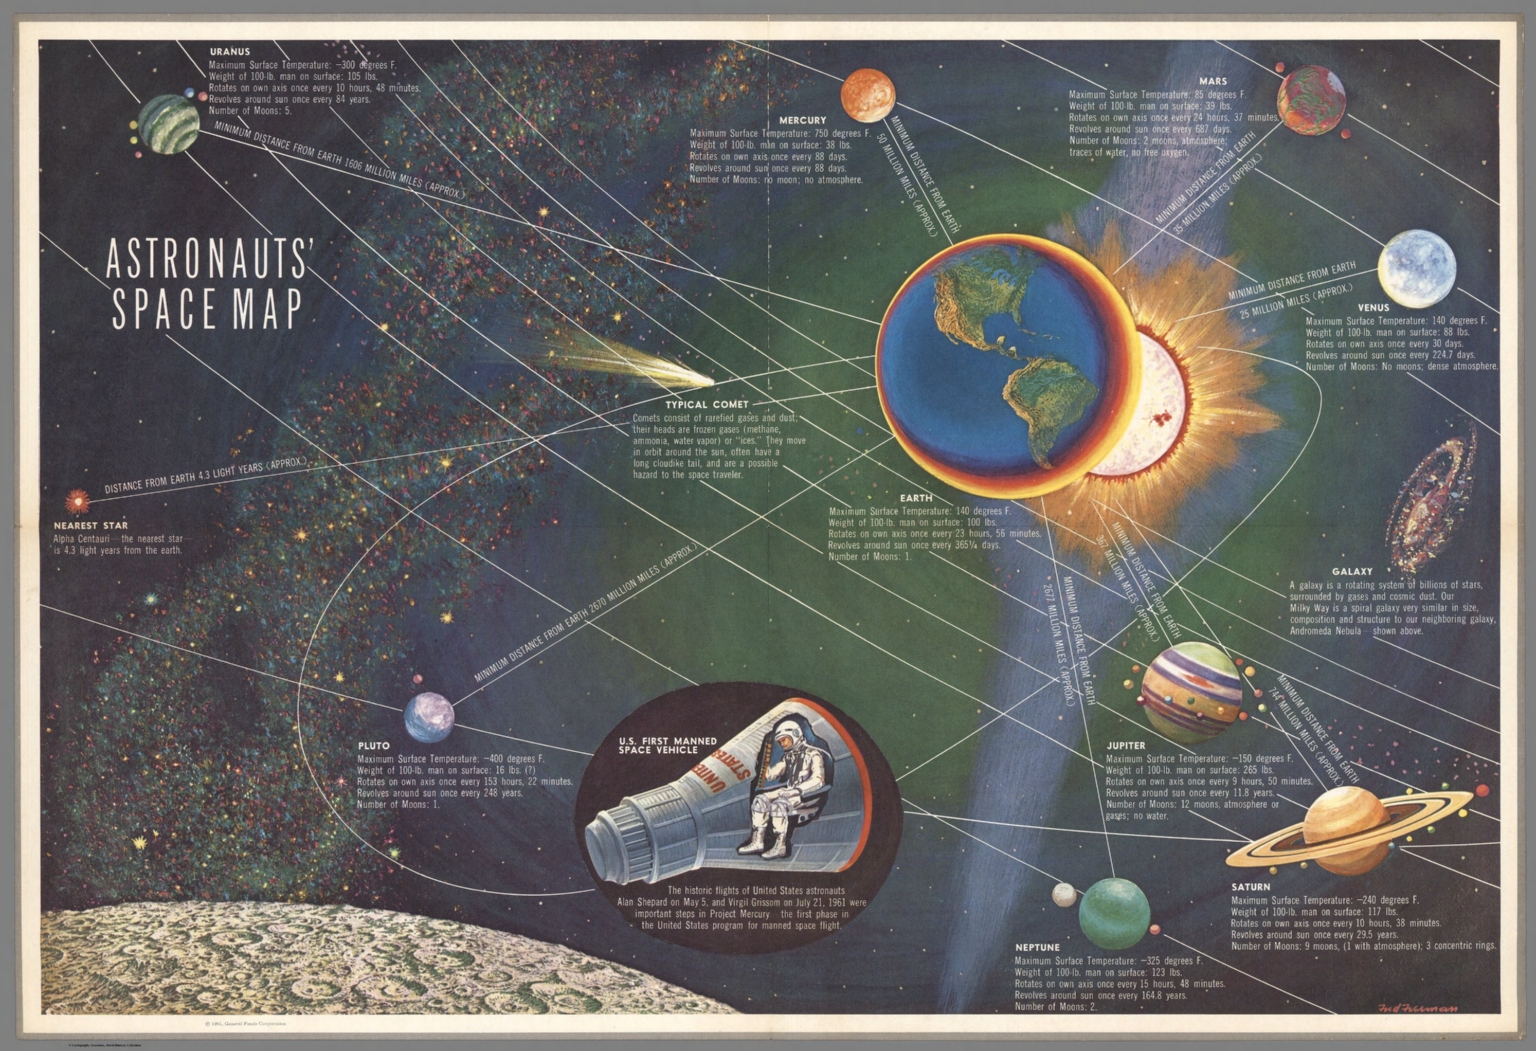 URANUS
Maximum Surface Temperature: −300 degrees F.
Weight of 100-lb. man on surface: 105 lbs.
Rotates on own axis once every 10 hours, 48 minutes.
Revolves around sun once every 84 years.
Number of Moons: 5.
MINIMUM DISTANCE FROM EARTH 1606 MILLION MILES (APPROX.)
MERCURY
Maximum Surface Temperature: 750 degrees F.
Weight of 100-lb. man on surface: 38 lbs.
Rotates on own axis once every 88 days.
Revolves around sun once every 88 days.
Number of Moons: no moon; no atmosphere.
MINIMUM DISTANCE FROM EARTH
50 MILLION MILES (APPROX.)
MARS
Maximum Surface Temperature: 85 degrees F.
Weight of 100-lb. man on surface: 39 lbs.
Rotates on own axis once every 24 hours, 37 minutes.
Revolves around sun once every 687 days.
Number of Moons: 2 moons, atmosphere;
traces of water, no free oxygen.
MINIMUM DISTANCE FROM EARTH
35 MILLION MILES (APPROX.)
ASTRONAUTS'
SPACE MAP
MINIMUM DISTANCE FROM EARTH
25 MILLION MILES (APPROX.)
VENUS
Maximum Surface Temperature: 140 degrees F.
Weight of 100-lb. man on surface: 88 lbs.
Rotates on own axis once every 30 days.
Revolves around sun once every 224.7 days.
Number of Moons: No moons; dense atmosphere.
TYPICAL COMET
Comets consist of rarefied gases and dust;
their heads are frozen gases (methane,
ammonia, water vapor) or "ices." They move
in orbit around the sun, often have a
long cloudlike tail, and are a possible
hazard to the space traveler.
DISTANCE FROM EARTH 4.3 LIGHT YEARS (APPROX.)
NEAREST STAR
Alpha Centauri—the nearest star—
is 4.3 light years from the earth.
EARTH
Maximum Surface Temperature: 140 degrees F.
Weight of 100-lb. man on surface: 100 lbs.
Rotates on own axis once every 23 hours, 56 minutes.
Revolves around sun once every 365¼ days.
Number of Moons: 1.
GALAXY
A galaxy is a rotating system of billions of stars,
surrounded by gases and cosmic dust. Our
Milky Way is a spiral galaxy very similar in size,
composition and structure to our neighboring galaxy,
Andromeda Nebula—shown above.
MINIMUM DISTANCE FROM EARTH 2670 MILLION MILES (APPROX.)
MINIMUM DISTANCE FROM EARTH
2677 MILLION MILES (APPROX.)
MINIMUM DISTANCE FROM EARTH
367 MILLION MILES (APPROX.)
MINIMUM DISTANCE FROM EARTH
744 MILLION MILES (APPROX.)
PLUTO
Maximum Surface Temperature: −400 degrees F.
Weight of 100-lb. man on surface: 16 lbs. (?)
Rotates on own axis once every 153 hours, 22 minutes.
Revolves around sun once every 248 years.
Number of Moons: 1.
U.S. FIRST MANNED
SPACE VEHICLE
UNITED
STATES
The historic flights of United States astronauts
Alan Shepard on May 5, and Virgil Grissom on July 21, 1961 were
important steps in Project Mercury—the first phase in
the United States program for manned space flight.
JUPITER
Maximum Surface Temperature: −150 degrees F.
Weight of 100-lb. man on surface: 265 lbs.
Rotates on own axis once every 9 hours, 50 minutes.
Revolves around sun once every 11.8 years.
Number of Moons: 12 moons, atmosphere or
gases; no water.
SATURN
Maximum Surface Temperature: −240 degrees F.
Weight of 100-lb. man on surface: 117 lbs.
Rotates on own axis once every 10 hours, 38 minutes.
Revolves around sun once every 29.5 years.
Number of Moons: 9 moons, (1 with atmosphere); 3 concentric rings.
NEPTUNE
Maximum Surface Temperature: −325 degrees F.
Weight of 100-lb. man on surface: 123 lbs.
Rotates on own axis once every 15 hours, 48 minutes.
Revolves around sun once every 164.8 years.
Number of Moons: 2.
© 1961, General Foods Corporation